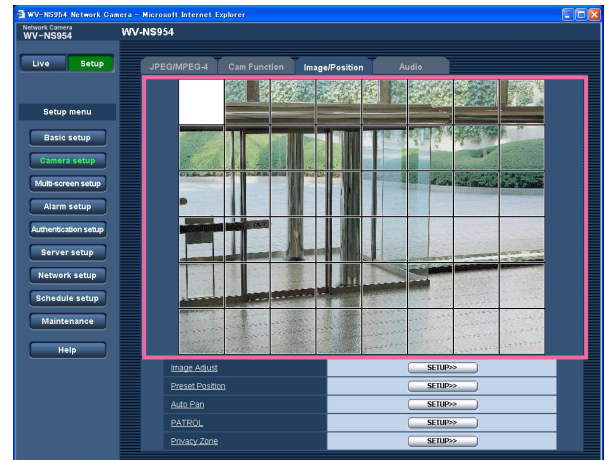 WV-NS954 Network Camera - Microsoft Internet Explorer
Network Camera
WV-NS954
WV-NS954
Live
Setup
JPEG/MPEG-4
Cam Function
Image/Position
Audio
Setup menu
Basic setup
Camera setup
Multi-screen setup
Alarm setup
Authentication setup
Server setup
Network setup
Schedule setup
Maintenance
Help
Image Adjust
SETUP>>
Preset Position
SETUP>>
Auto Pan
SETUP>>
PATROL
SETUP>>
Privacy Zone
SETUP>>